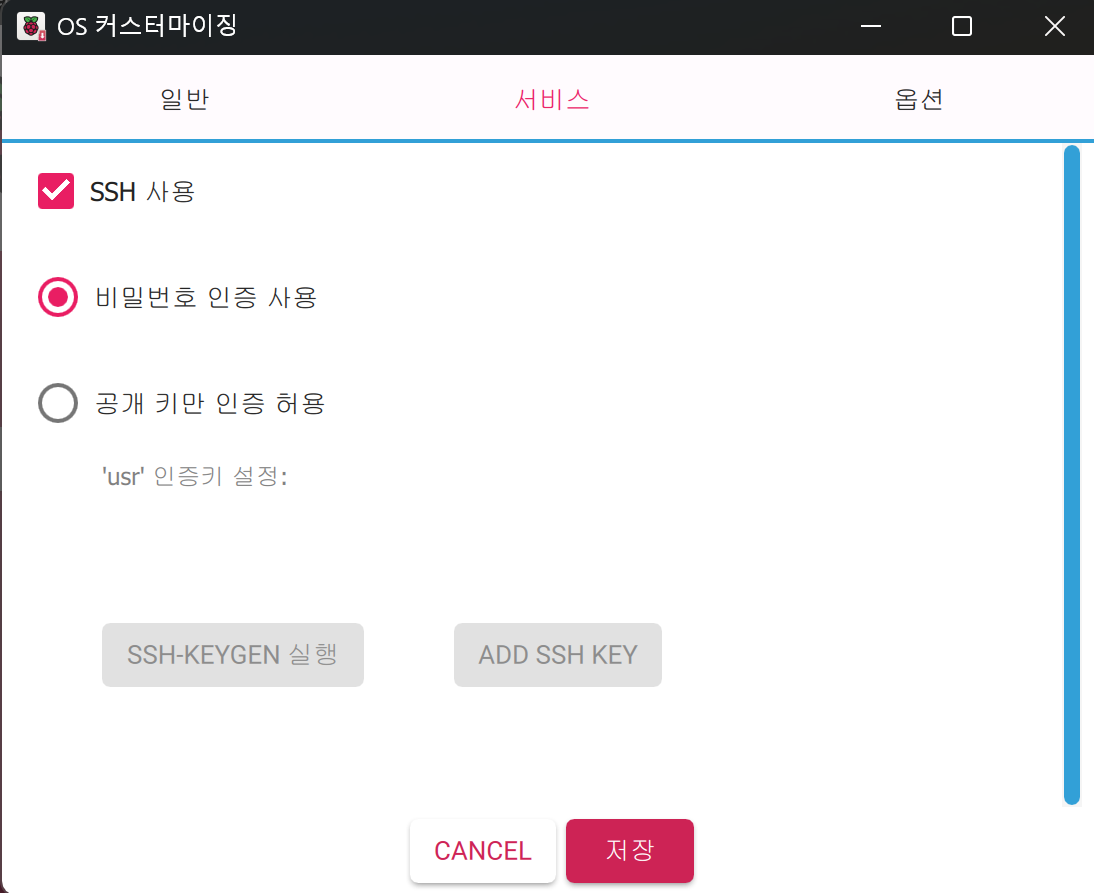 OS 커스터마이징
일반 서비스 옵션
SSH 사용
비밀번호 인증 사용
공개 키만 인증 허용
'usr' 인증키 설정:
SSH-KEYGEN 실행 ADD SSH KEY
CANCEL 저장